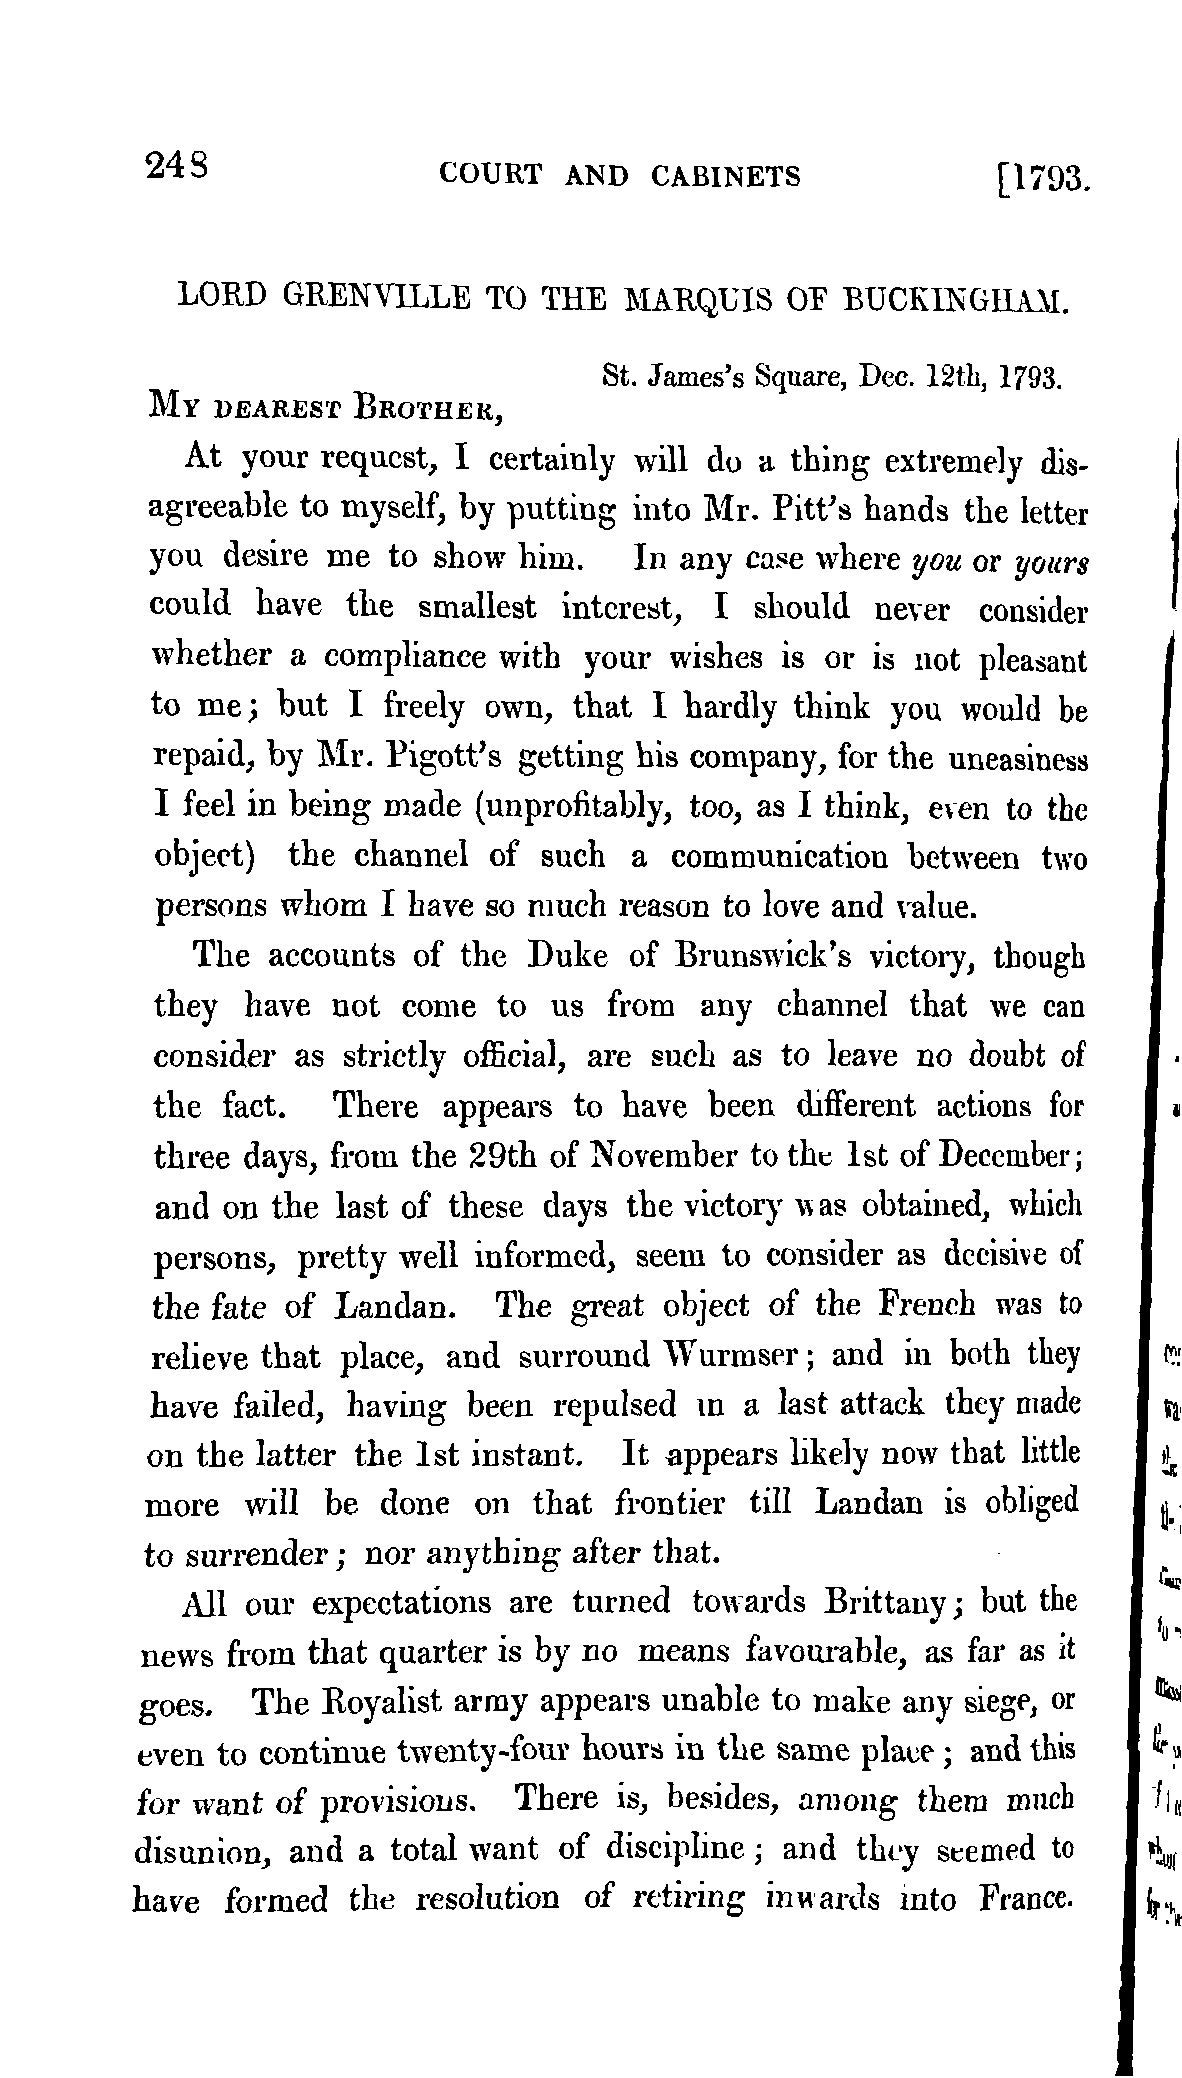 248 COURT AND CABINETS [1793.
LORD GRENVILLE TO THE MARQUIS OF BUCKINGHAM.
St. James's Square, Dec. 12th, 1793.
MY DEAREST BROTHER,
At your request, I certainly will do a thing extremely dis-
agreeable to myself, by putting into Mr. Pitt's hands the letter
you desire me to show him. In any case where you or yours
could have the smallest interest, I should never consider
whether a compliance with your wishes is or is not pleasant
to me; but I freely own, that I hardly think you would be
repaid, by Mr. Pigott's getting his company, for the uneasiness
I feel in being made (unprofitably, too, as I think, even to the
object) the channel of such a communication between two
persons whom I have so much reason to love and value.
The accounts of the Duke of Brunswick's victory, though
they have not come to us from any channel that we can
consider as strictly official, are such as to leave no doubt of
the fact. There appears to have been different actions for
three days, from the 29th of November to the 1st of December;
and on the last of these days the victory was obtained, which
persons, pretty well informed, seem to consider as decisive of
the fate of Landan. The great object of the French was to
relieve that place, and surround Wurmser; and in both they
have failed, having been repulsed in a last attack they made
on the latter the 1st instant. It appears likely now that little
more will be done on that frontier till Landan is obliged
to surrender; nor anything after that.
All our expectations are turned towards Brittany; but the
news from that quarter is by no means favourable, as far as it
goes. The Royalist army appears unable to make any siege, or
even to continue twenty-four hours in the same place; and this
for want of provisions. There is, besides, among them much
disunion, and a total want of discipline; and they seemed to
have formed the resolution of retiring inwards into France.